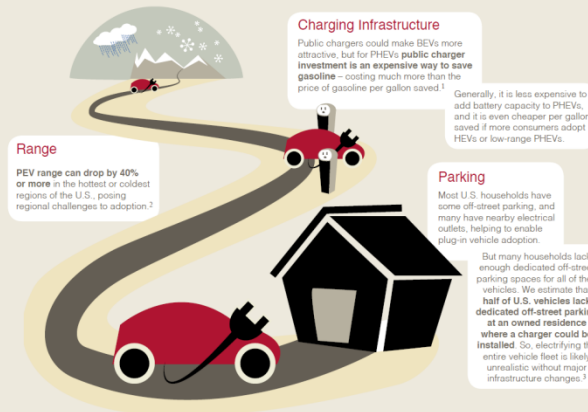 Charging Infrastructure
Public chargers could make BEVs more
attractive, but for PHEVs public charger
investment is an expensive way to save
gasoline – costing much more than the
price of gasoline per gallon saved.¹
Generally, it is less expensive to
add battery capacity to PHEVs,
and it is even cheaper per gallon
saved if more consumers adopt
HEVs or low-range PHEVs.
Range
PEV range can drop by 40%
or more in the hottest or coldest
regions of the U.S., posing
regional challenges to adoption.²
Parking
Most U.S. households have
some off-street parking, and
many have nearby electrical
outlets, helping to enable
plug-in vehicle adoption.
But many households lack
enough dedicated off-street
parking spaces for all of their
vehicles. We estimate that
half of U.S. vehicles lack
dedicated off-street parking
at an owned residence
where a charger could be
installed. So, electrifying the
entire vehicle fleet is likely
unrealistic without major
infrastructure changes.³